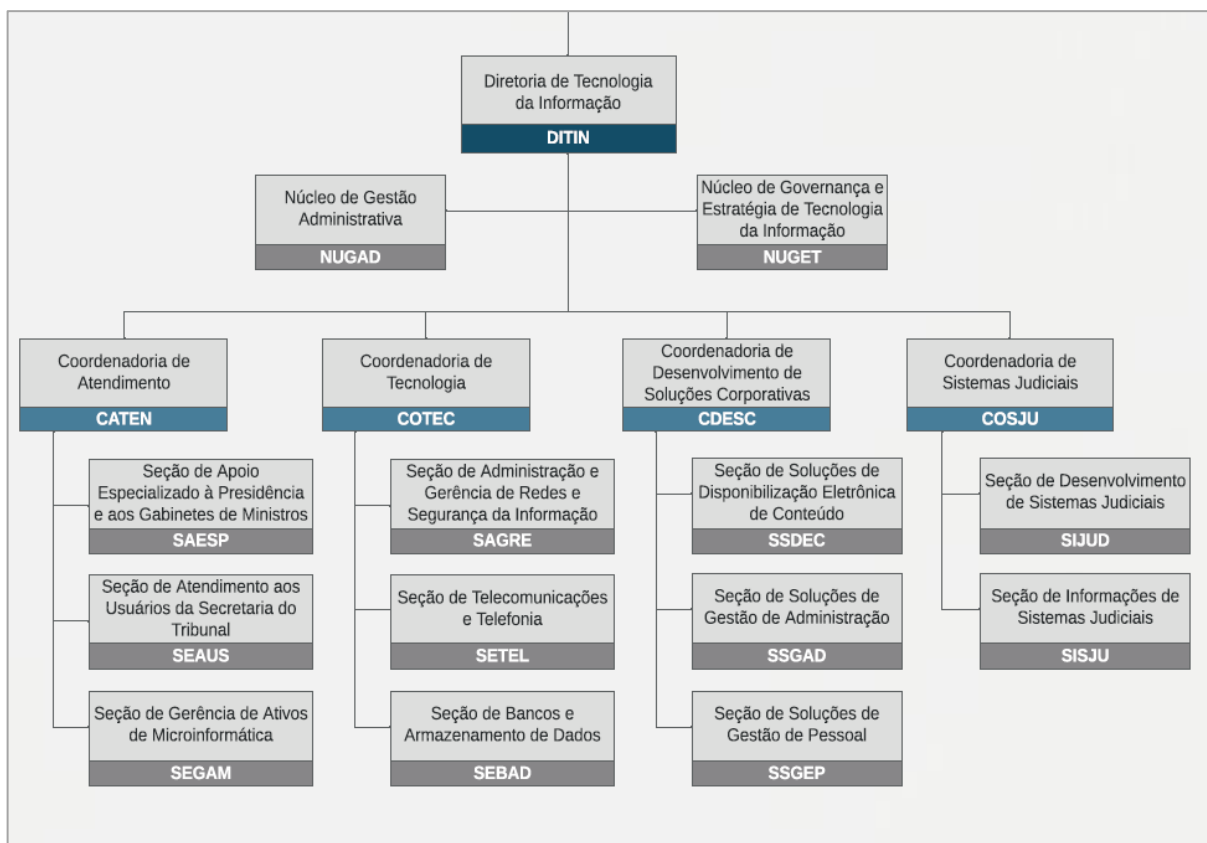 Diretoria de Tecnologia
da Informação
DITIN
Núcleo de Gestão
Administrativa
NUGAD
Núcleo de Governança e
Estratégia de Tecnologia
da Informação
NUGET
Coordenadoria de
Atendimento
CATEN
Coordenadoria de
Tecnologia
COTEC
Coordenadoria de
Desenvolvimento de
Soluções Corporativas
CDESC
Coordenadoria de
Sistemas Judiciais
COSJU
Seção de Apoio
Especializado à Presidência
e aos Gabinetes de Ministros
SAESP
Seção de Administração e
Gerência de Redes e
Segurança da Informação
SAGRE
Seção de Soluções de
Disponibilização Eletrônica
de Conteúdo
SSDEC
Seção de Desenvolvimento
de Sistemas Judiciais
SIJUD
Seção de Atendimento aos
Usuários da Secretaria do
Tribunal
SEAUS
Seção de Telecomunicações
e Telefonia
SETEL
Seção de Soluções de
Gestão de Administração
SSGAD
Seção de Informações de
Sistemas Judiciais
SISJU
Seção de Gerência de Ativos
de Microinformática
SEGAM
Seção de Bancos e
Armazenamento de Dados
SEBAD
Seção de Soluções de
Gestão de Pessoal
SSGEP